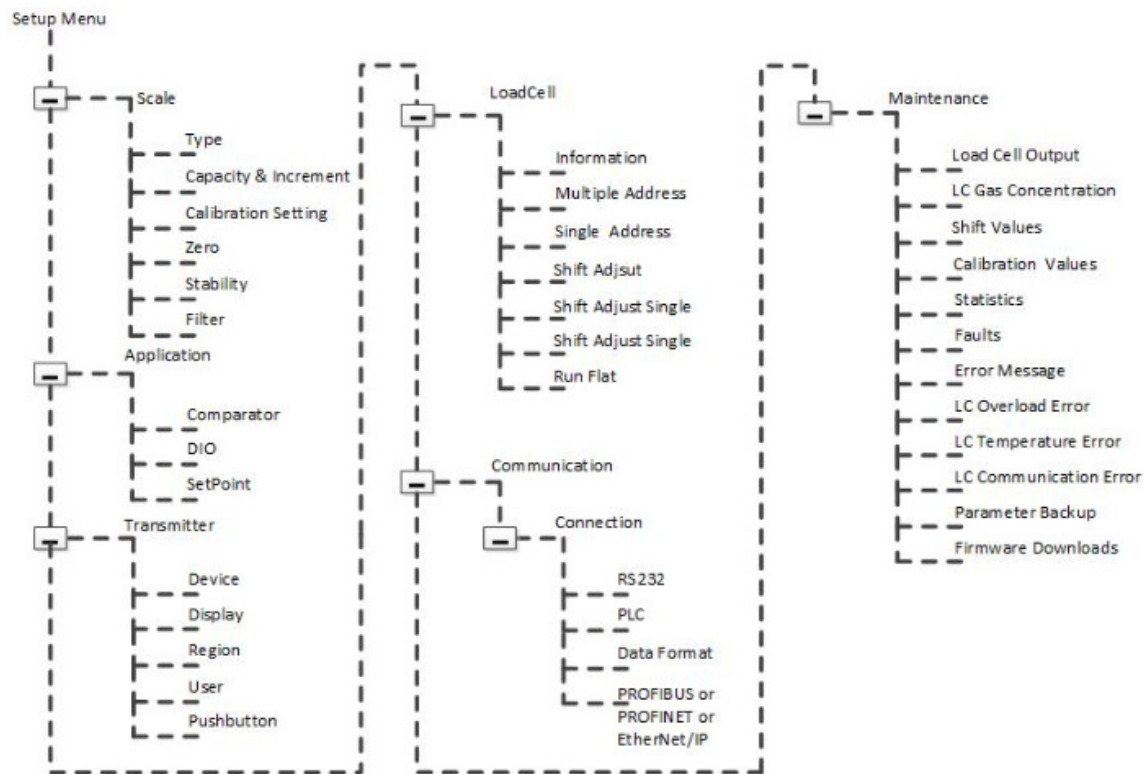 Setup Menu
Scale
Type
Capacity & Increment
Calibration Setting
Zero
Stability
Filter
Application
Comparator
DIO
SetPoint
Transmitter
Device
Display
Region
User
Pushbutton
LoadCell
Information
Multiple Address
Single Address
Shift Adjsut
Shift Adjust Single
Shift Adjust Single
Run Flat
Communication
Connection
RS232
PLC
Data Format
PROFIBUS or
PROFINET or
EtherNet/IP
Maintenance
Load Cell Output
LC Gas Concentration
Shift Values
Calibration Values
Statistics
Faults
Error Message
LC Overload Error
LC Temperature Error
LC Communication Error
Parameter Backup
Firmware Downloads